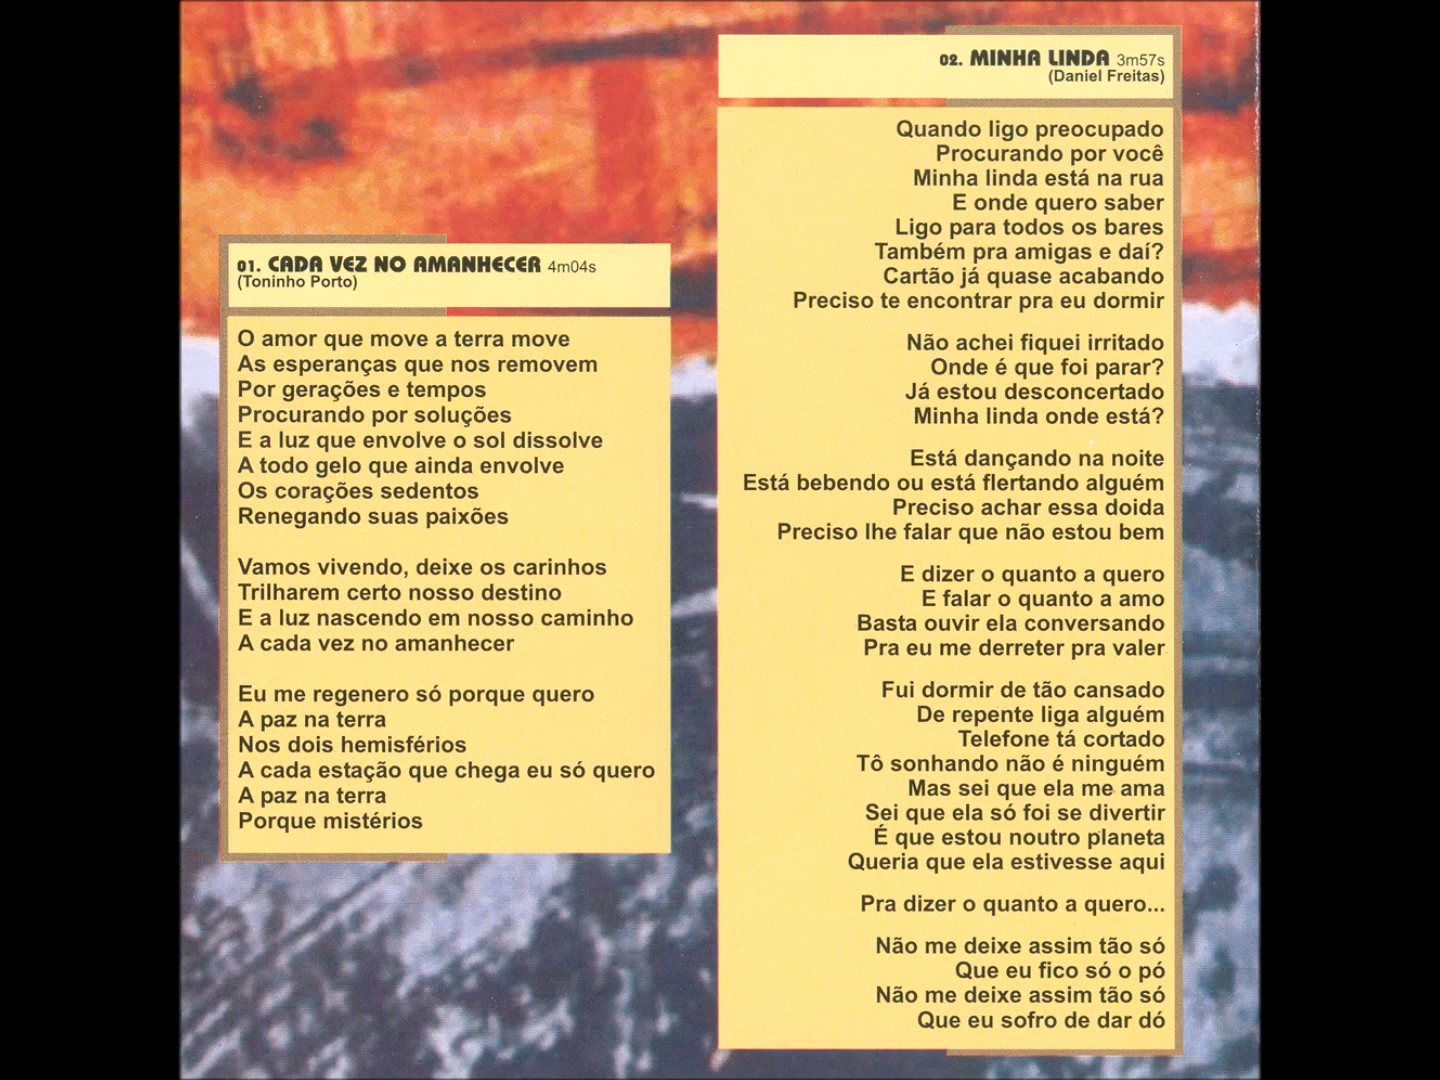 01. CADA VEZ NO AMANHECER 4m04s
(Toninho Porto)
O amor que move a terra move
As esperanças que nos removem
Por gerações e tempos
Procurando por soluções
E a luz que envolve o sol dissolve
A todo gelo que ainda envolve
Os corações sedentos
Renegando suas paixões
Vamos vivendo, deixe os carinhos
Trilharem certo nosso destino
E a luz nascendo em nosso caminho
A cada vez no amanhecer
Eu me regenero só porque quero
A paz na terra
Nos dois hemisférios
A cada estação que chega eu só quero
A paz na terra
Porque mistérios
02. MINHA LINDA 3m57s
(Daniel Freitas)
Quando ligo preocupado
Procurando por você
Minha linda está na rua
E onde quero saber
Ligo para todos os bares
Também pra amigas e daí?
Cartão já quase acabando
Preciso te encontrar pra eu dormir
Não achei fiquei irritado
Onde é que foi parar?
Já estou desconcertado
Minha linda onde está?
Está dançando na noite
Está bebendo ou está flertando alguém
Preciso achar essa doida
Preciso lhe falar que não estou bem
E dizer o quanto a quero
E falar o quanto a amo
Basta ouvir ela conversando
Pra eu me derreter pra valer
Fui dormir de tão cansado
De repente liga alguém
Telefone tá cortado
Tô sonhando não é ninguém
Mas sei que ela me ama
Sei que ela só foi se divertir
É que estou noutro planeta
Queria que ela estivesse aqui
Pra dizer o quanto a quero...
Não me deixe assim tão só
Que eu fico só o pó
Não me deixe assim tão só
Que eu sofro de dar dó